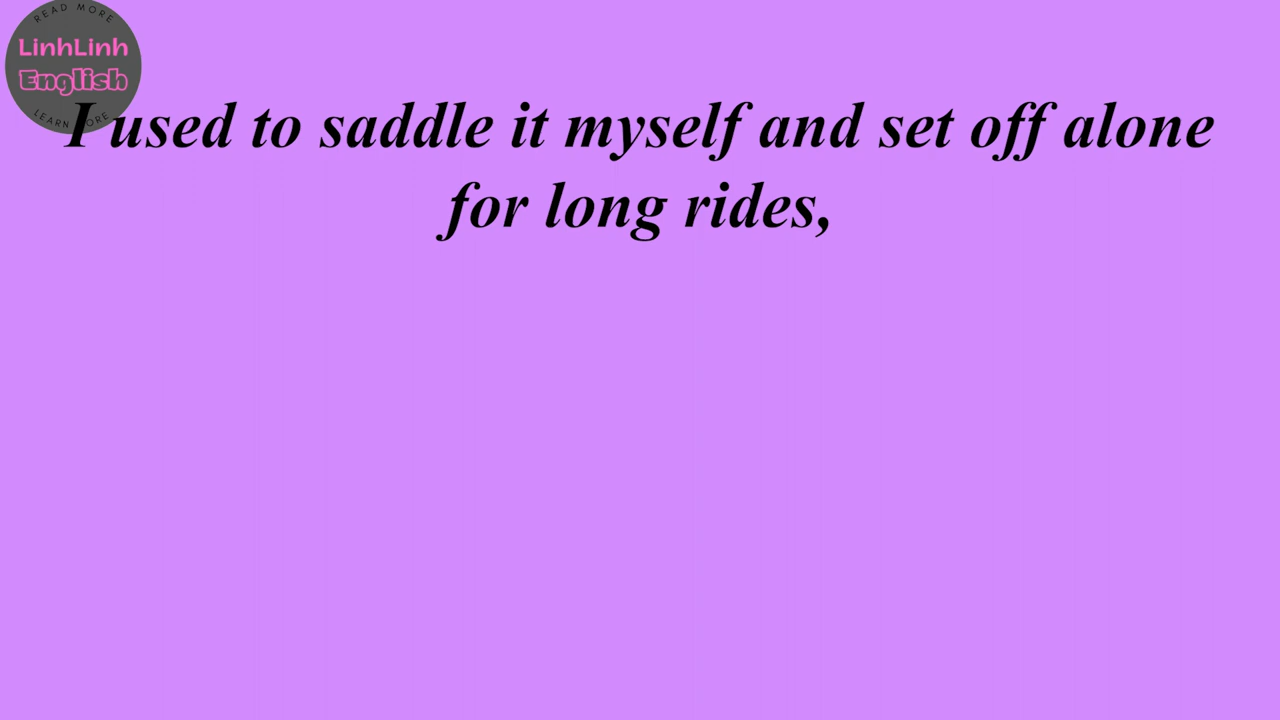 READ MORE
LinhLinh
English
LEARN MORE
I used to saddle it myself and set off alone
for long rides,